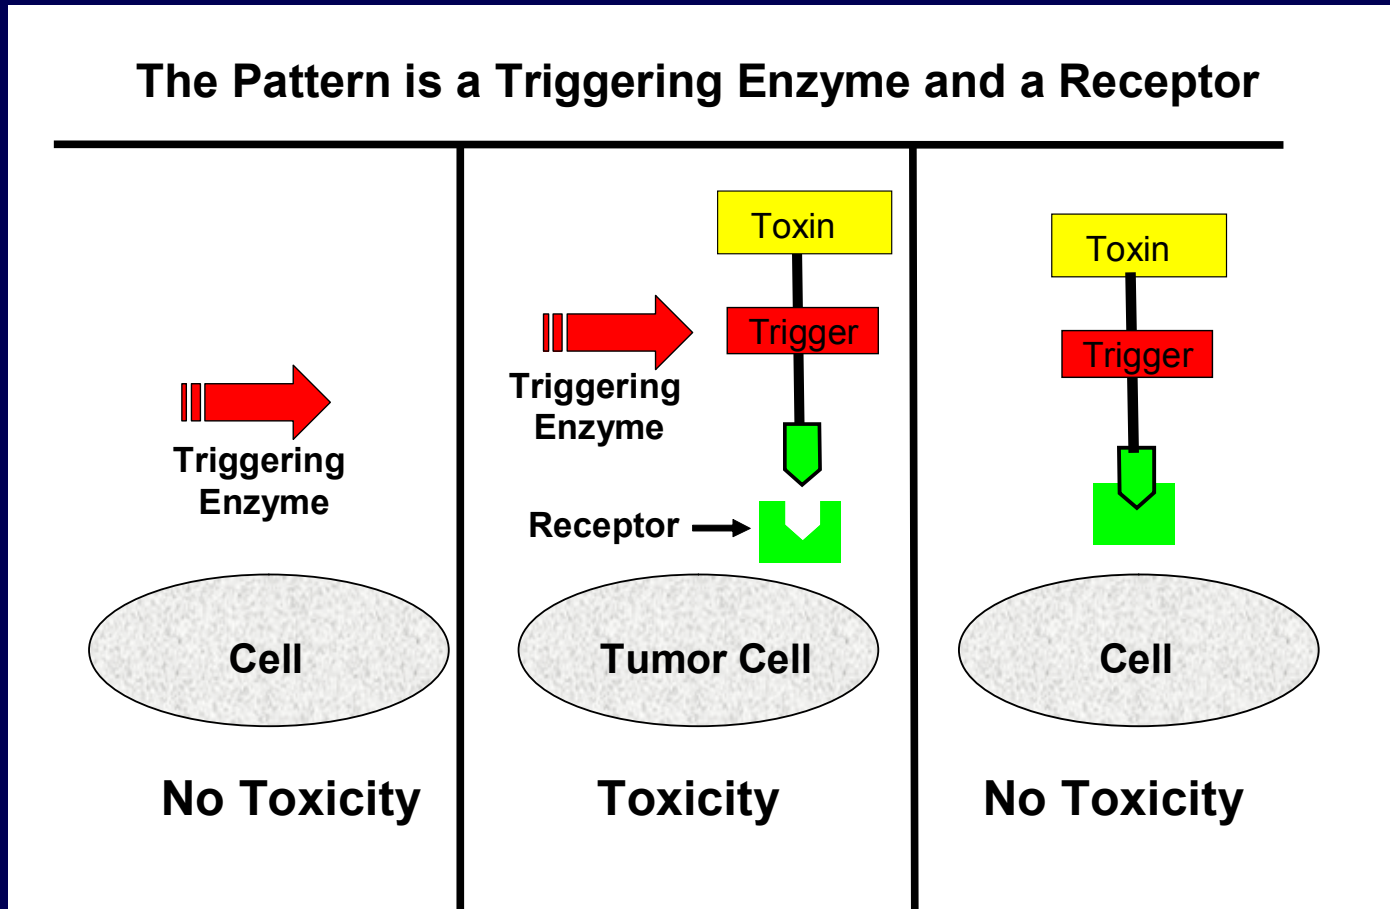 The Pattern is a Triggering Enzyme and a Receptor
Triggering
Enzyme
Cell
No Toxicity
Toxin
Trigger
Triggering
Enzyme
Receptor
Tumor Cell
Toxicity
Toxin
Trigger
Cell
No Toxicity